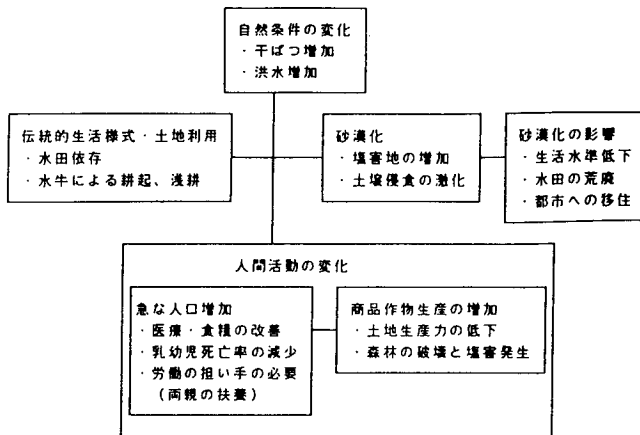 自然条件の変化
・干ばつ増加
・洪水増加
伝統的生活様式・土地利用
・水田依存
・水牛による耕起、浅耕
砂漠化
・塩害地の増加
・土壌侵食の激化
砂漠化の影響
・生活水準低下
・水田の荒廃
・都市への移住
人間活動の変化
急な人口増加
・医療・食糧の改善
・乳幼児死亡率の減少
・労働の担い手の必要
（両親の扶養）
商品作物生産の増加
・土地生産力の低下
・森林の破壊と塩害発生